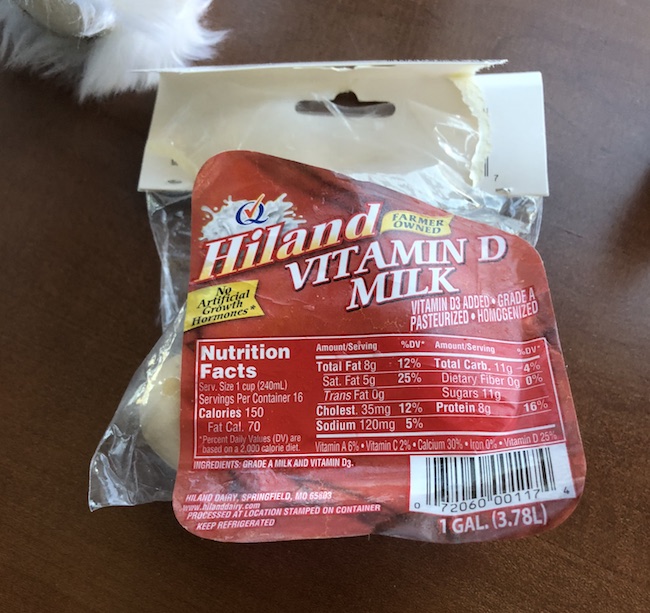 7
Hiland
FARMER
OWNED
VITAMIN D
MILK
No
Artificial
Growth
Hormones*
VITAMIN D3 ADDED • GRADE A
PASTEURIZED • HOMOGENIZED
Nutrition
Facts
Serv. Size 1 cup (240mL)
Servings Per Container 16
Calories 150
Fat Cal. 70
*Percent Daily Values (DV) are
based on a 2,000 calorie diet.
Amount/Serving %DV* Amount/Serving %DV*
Total Fat 8g 12% Total Carb. 11g 4%
Sat. Fat 5g 25% Dietary Fiber 0g 0%
Trans Fat 0g Sugars 11g
Cholest. 35mg 12% Protein 8g 16%
Sodium 120mg 5%
Vitamin A 6% • Vitamin C 2% • Calcium 30% • Iron 0% • Vitamin D 25%
INGREDIENTS: GRADE A MILK AND VITAMIN D3.
HILAND DAIRY, SPRINGFIELD, MO 65803
www.hilanddairy.com
PROCESSED AT LOCATION STAMPED ON CONTAINER
KEEP REFRIGERATED
0 72060 00117 4
1 GAL. (3.78L)